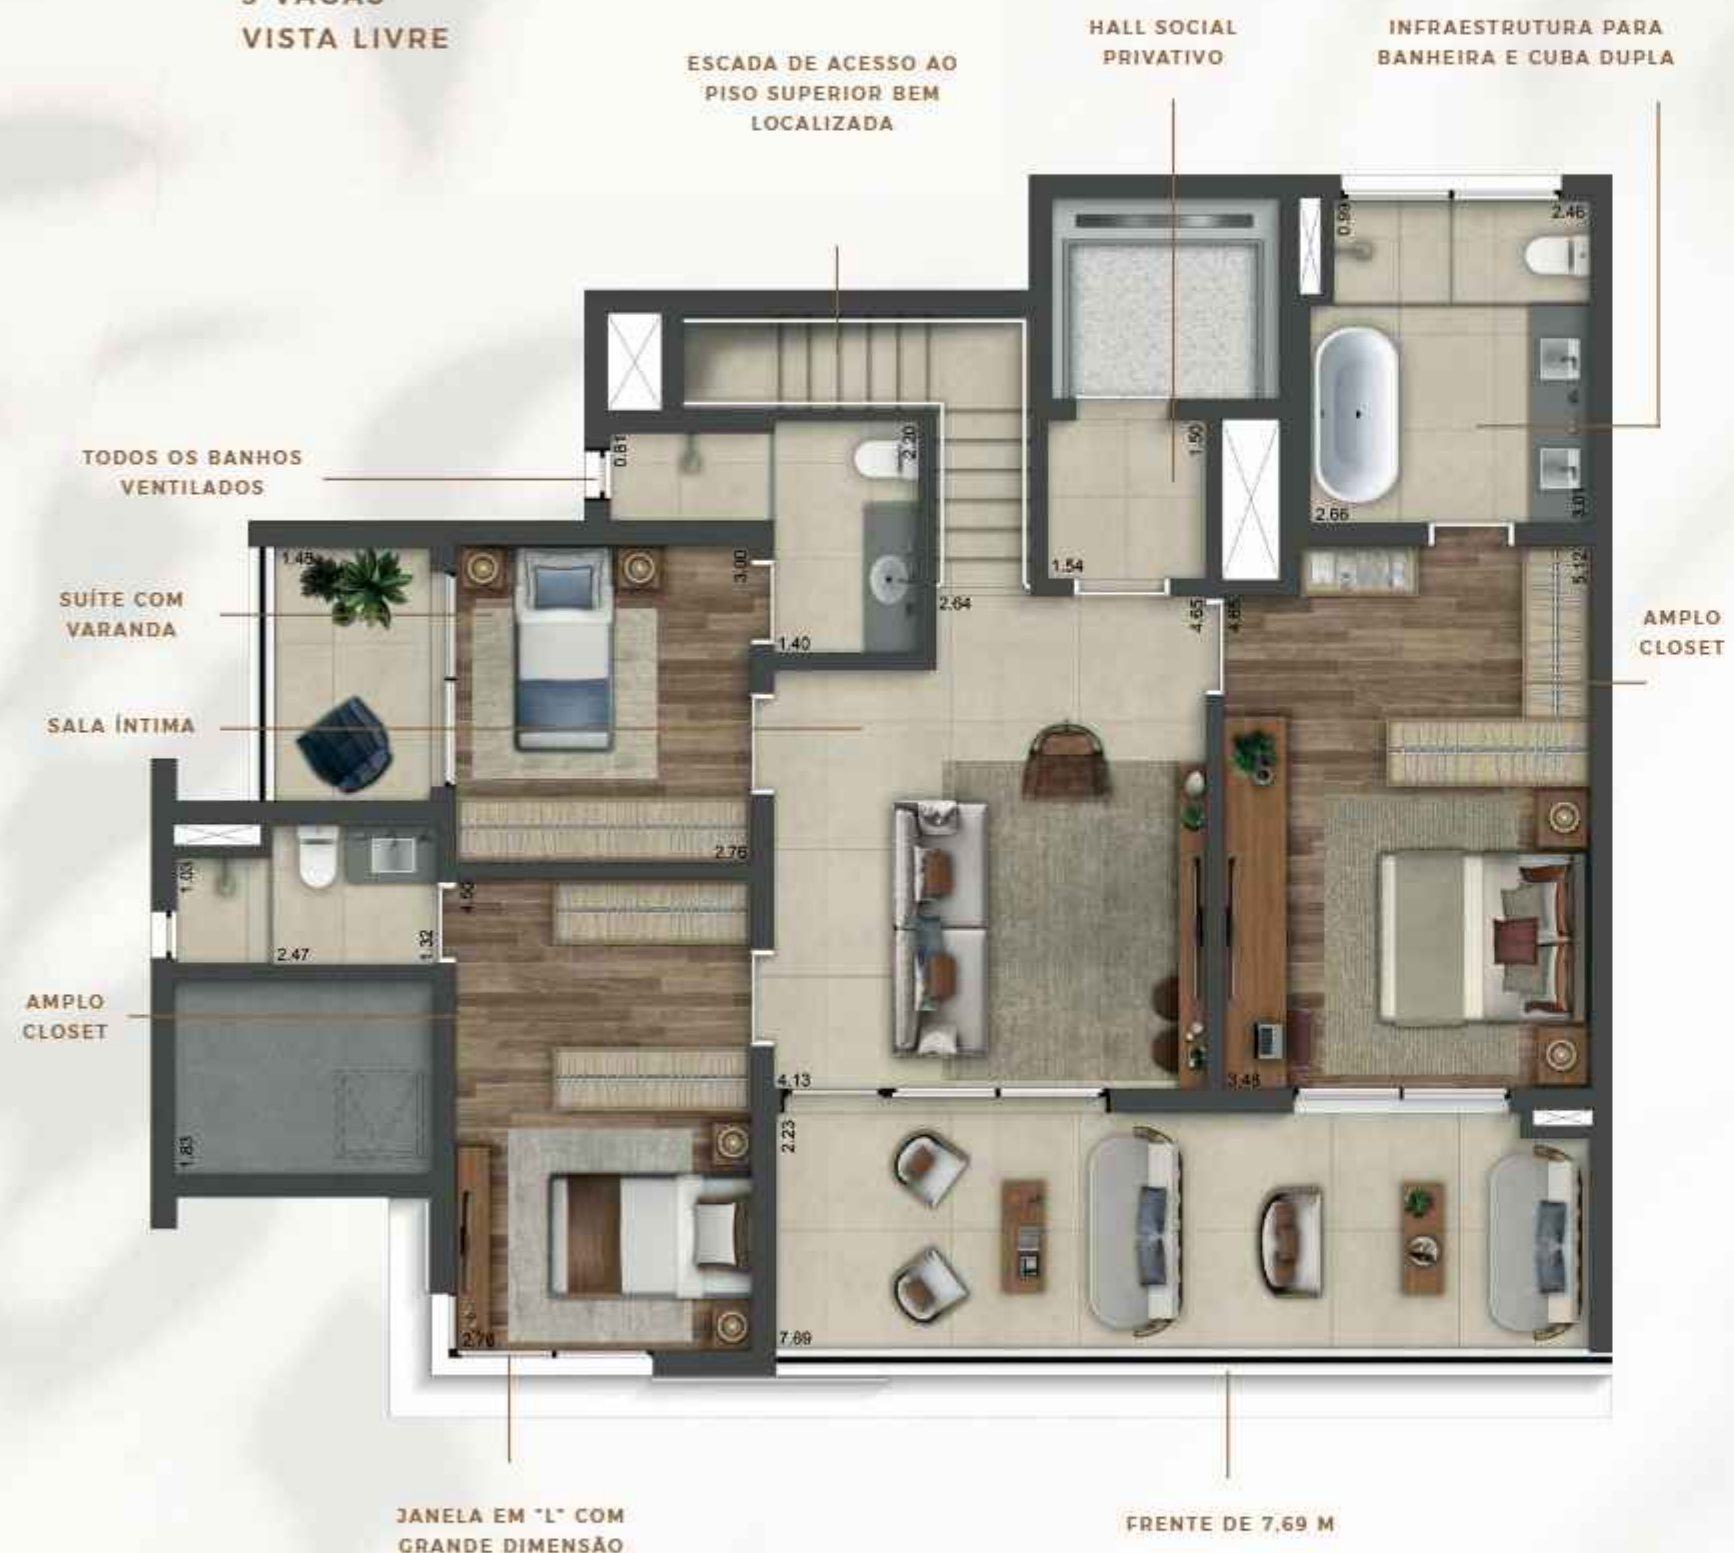 VISTA LIVRE
HALL SOCIAL
PRIVATIVO
INFRAESTRUTURA PARA
BANHEIRA E CUBA DUPLA
ESCADA DE ACESSO AO
PISO SUPERIOR BEM
LOCALIZADA
0.99
2.46
TODOS OS BANHOS
VENTILADOS
0.81
2.20
1.50
2.66
3.01
SUÍTE COM
VARANDA
3.00
1.54
5.12
2.64
4.65
4.65
1.40
AMPLO
CLOSET
SALA ÍNTIMA
2.76
1.03
2.47
1.32
AMPLO
CLOSET
4.13
3.45
1.83
2.23
2.76
7.69
JANELA EM "L" COM
GRANDE DIMENSÃO
FRENTE DE 7,69 M